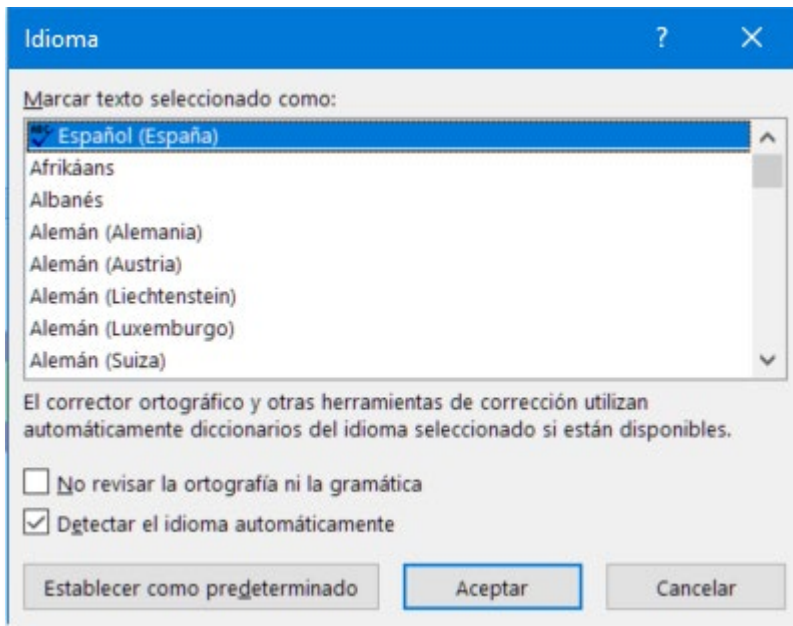 Idioma
Marcar texto seleccionado como:
Español (España)
Afrikáans
Albanés
Alemán (Alemania)
Alemán (Austria)
Alemán (Liechtenstein)
Alemán (Luxemburgo)
Alemán (Suiza)
El corrector ortográfico y otras herramientas de corrección utilizan
automáticamente diccionarios del idioma seleccionado si están disponibles.
No revisar la ortografía ni la gramática
Detectar el idioma automáticamente
Establecer como predeterminado Aceptar Cancelar